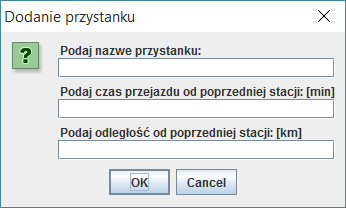 Dodanie przystanku
Podaj nazwe przystanku:
Podaj czas przejazdu od poprzedniej stacji: [min]
Podaj odległość od poprzedniej stacji: [km]
OK
Cancel